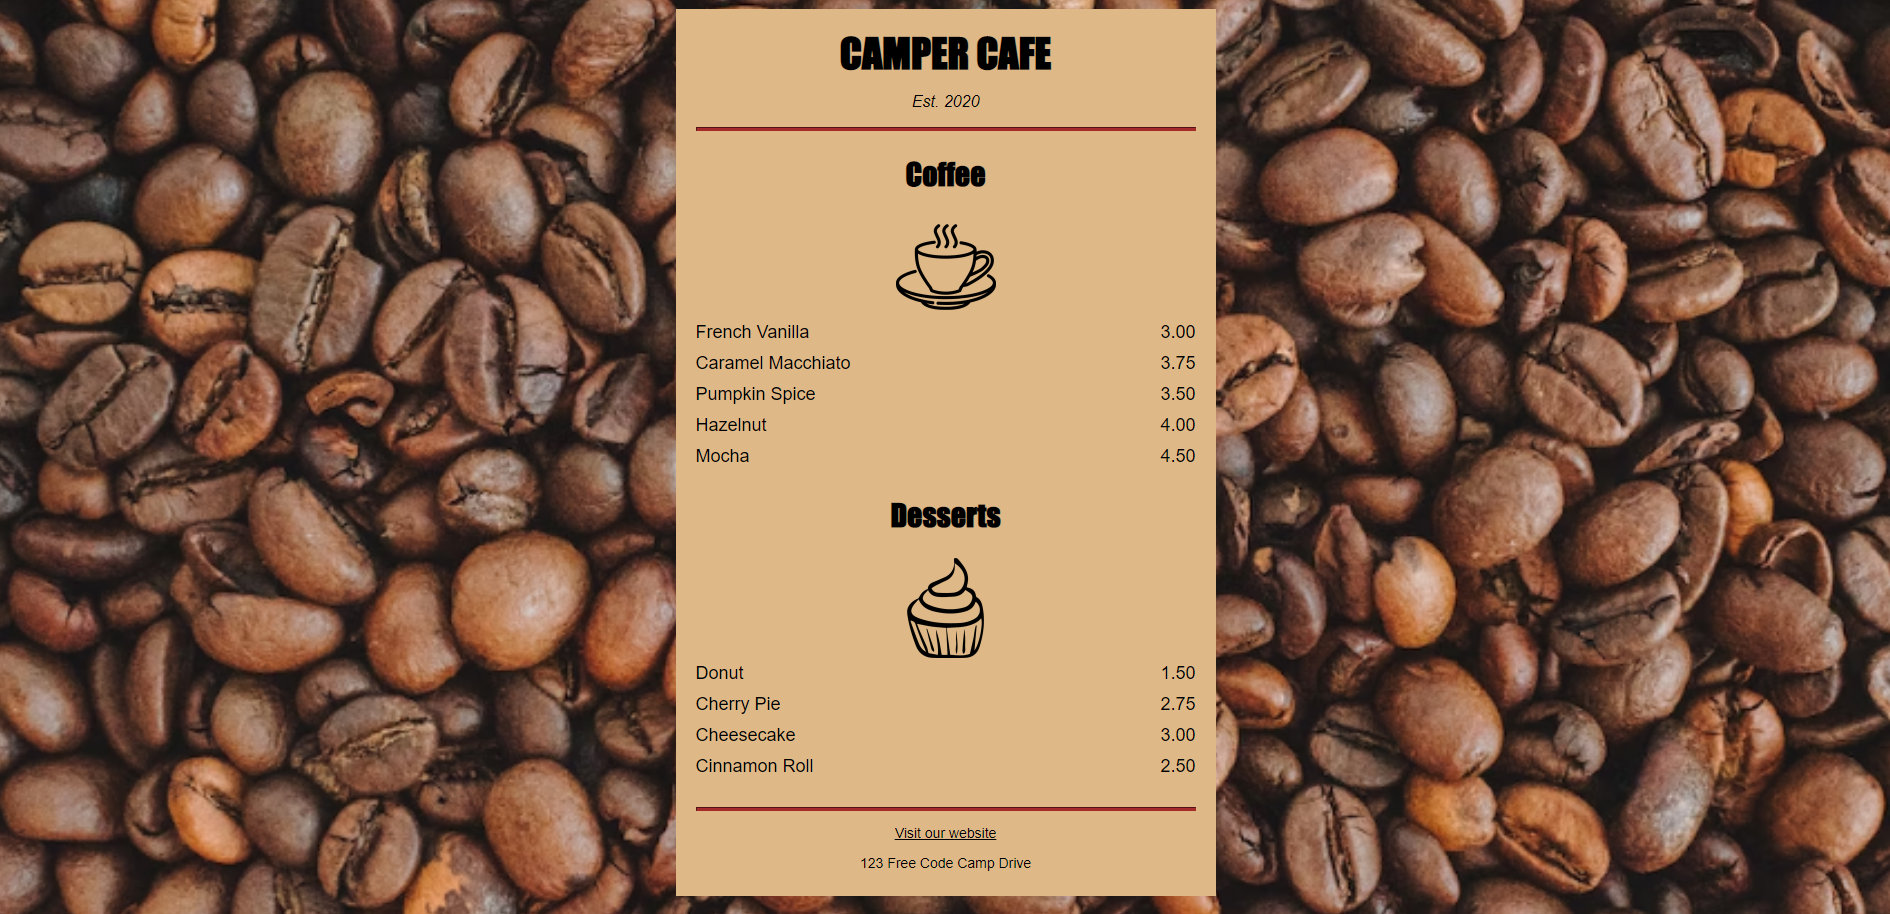 CAMPER CAFE
Est. 2020
Coffee
French Vanilla 3.00
Caramel Macchiato 3.75
Pumpkin Spice 3.50
Hazelnut 4.00
Mocha 4.50
Desserts
Donut 1.50
Cherry Pie 2.75
Cheesecake 3.00
Cinnamon Roll 2.50
Visit our website
123 Free Code Camp Drive